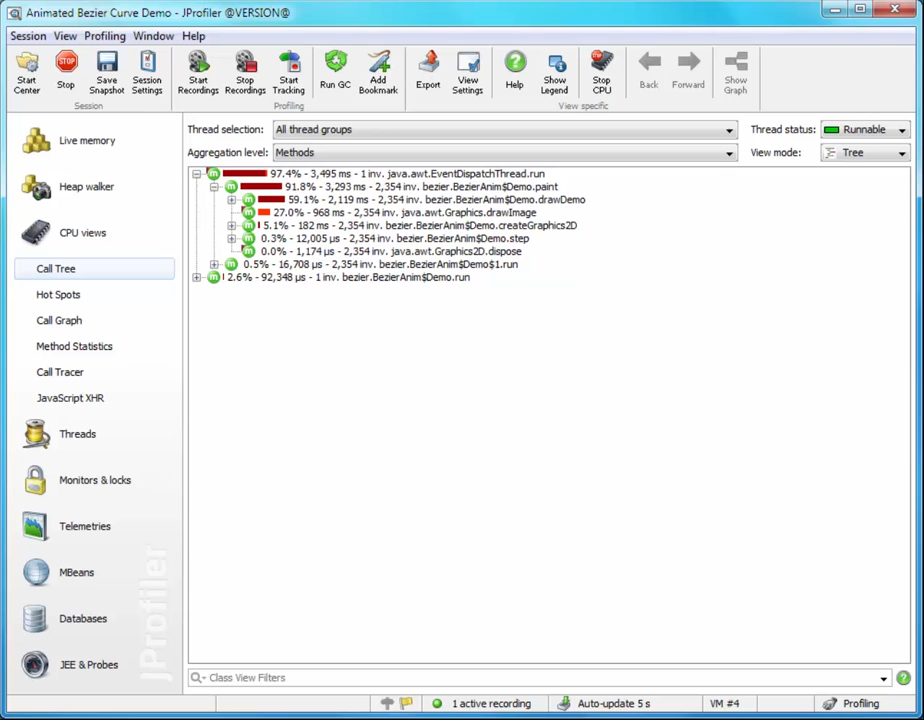 Animated Bezier Curve Demo - JProfiler @VERSION@
Session View Profiling Window Help
Start Center
Stop
Save Snapshot
Session Settings
Start Recordings
Stop Recordings
Start Tracking
Run GC
Add Bookmark
Export
View Settings
Help
Show Legend
Stop CPU
Back
Forward
Show Graph
Session
Profiling
View specific
Live memory
Heap walker
CPU views
Call Tree
Hot Spots
Call Graph
Method Statistics
Call Tracer
JavaScript XHR
Threads
Monitors & locks
Telemetries
MBeans
Databases
JEE & Probes
JProfiler
Thread selection: All thread groups
Thread status: Runnable
Aggregation level: Methods
View mode: Tree
97.4% - 3,495 ms - 1 inv. java.awt.EventDispatchThread.run
91.8% - 3,293 ms - 2,354 inv. bezier.BezierAnim$Demo.paint
59.1% - 2,119 ms - 2,354 inv. bezier.BezierAnim$Demo.drawDemo
27.0% - 968 ms - 2,354 inv. java.awt.Graphics.drawImage
5.1% - 182 ms - 2,354 inv. bezier.BezierAnim$Demo.createGraphics2D
0.3% - 12,005 µs - 2,354 inv. bezier.BezierAnim$Demo.step
0.0% - 1,174 µs - 2,354 inv. java.awt.Graphics2D.dispose
0.5% - 16,708 µs - 2,354 inv. bezier.BezierAnim$Demo$1.run
2.6% - 92,348 µs - 1 inv. bezier.BezierAnim$Demo.run
Class View Filters
1 active recording
Auto-update 5 s
VM #4
Profiling